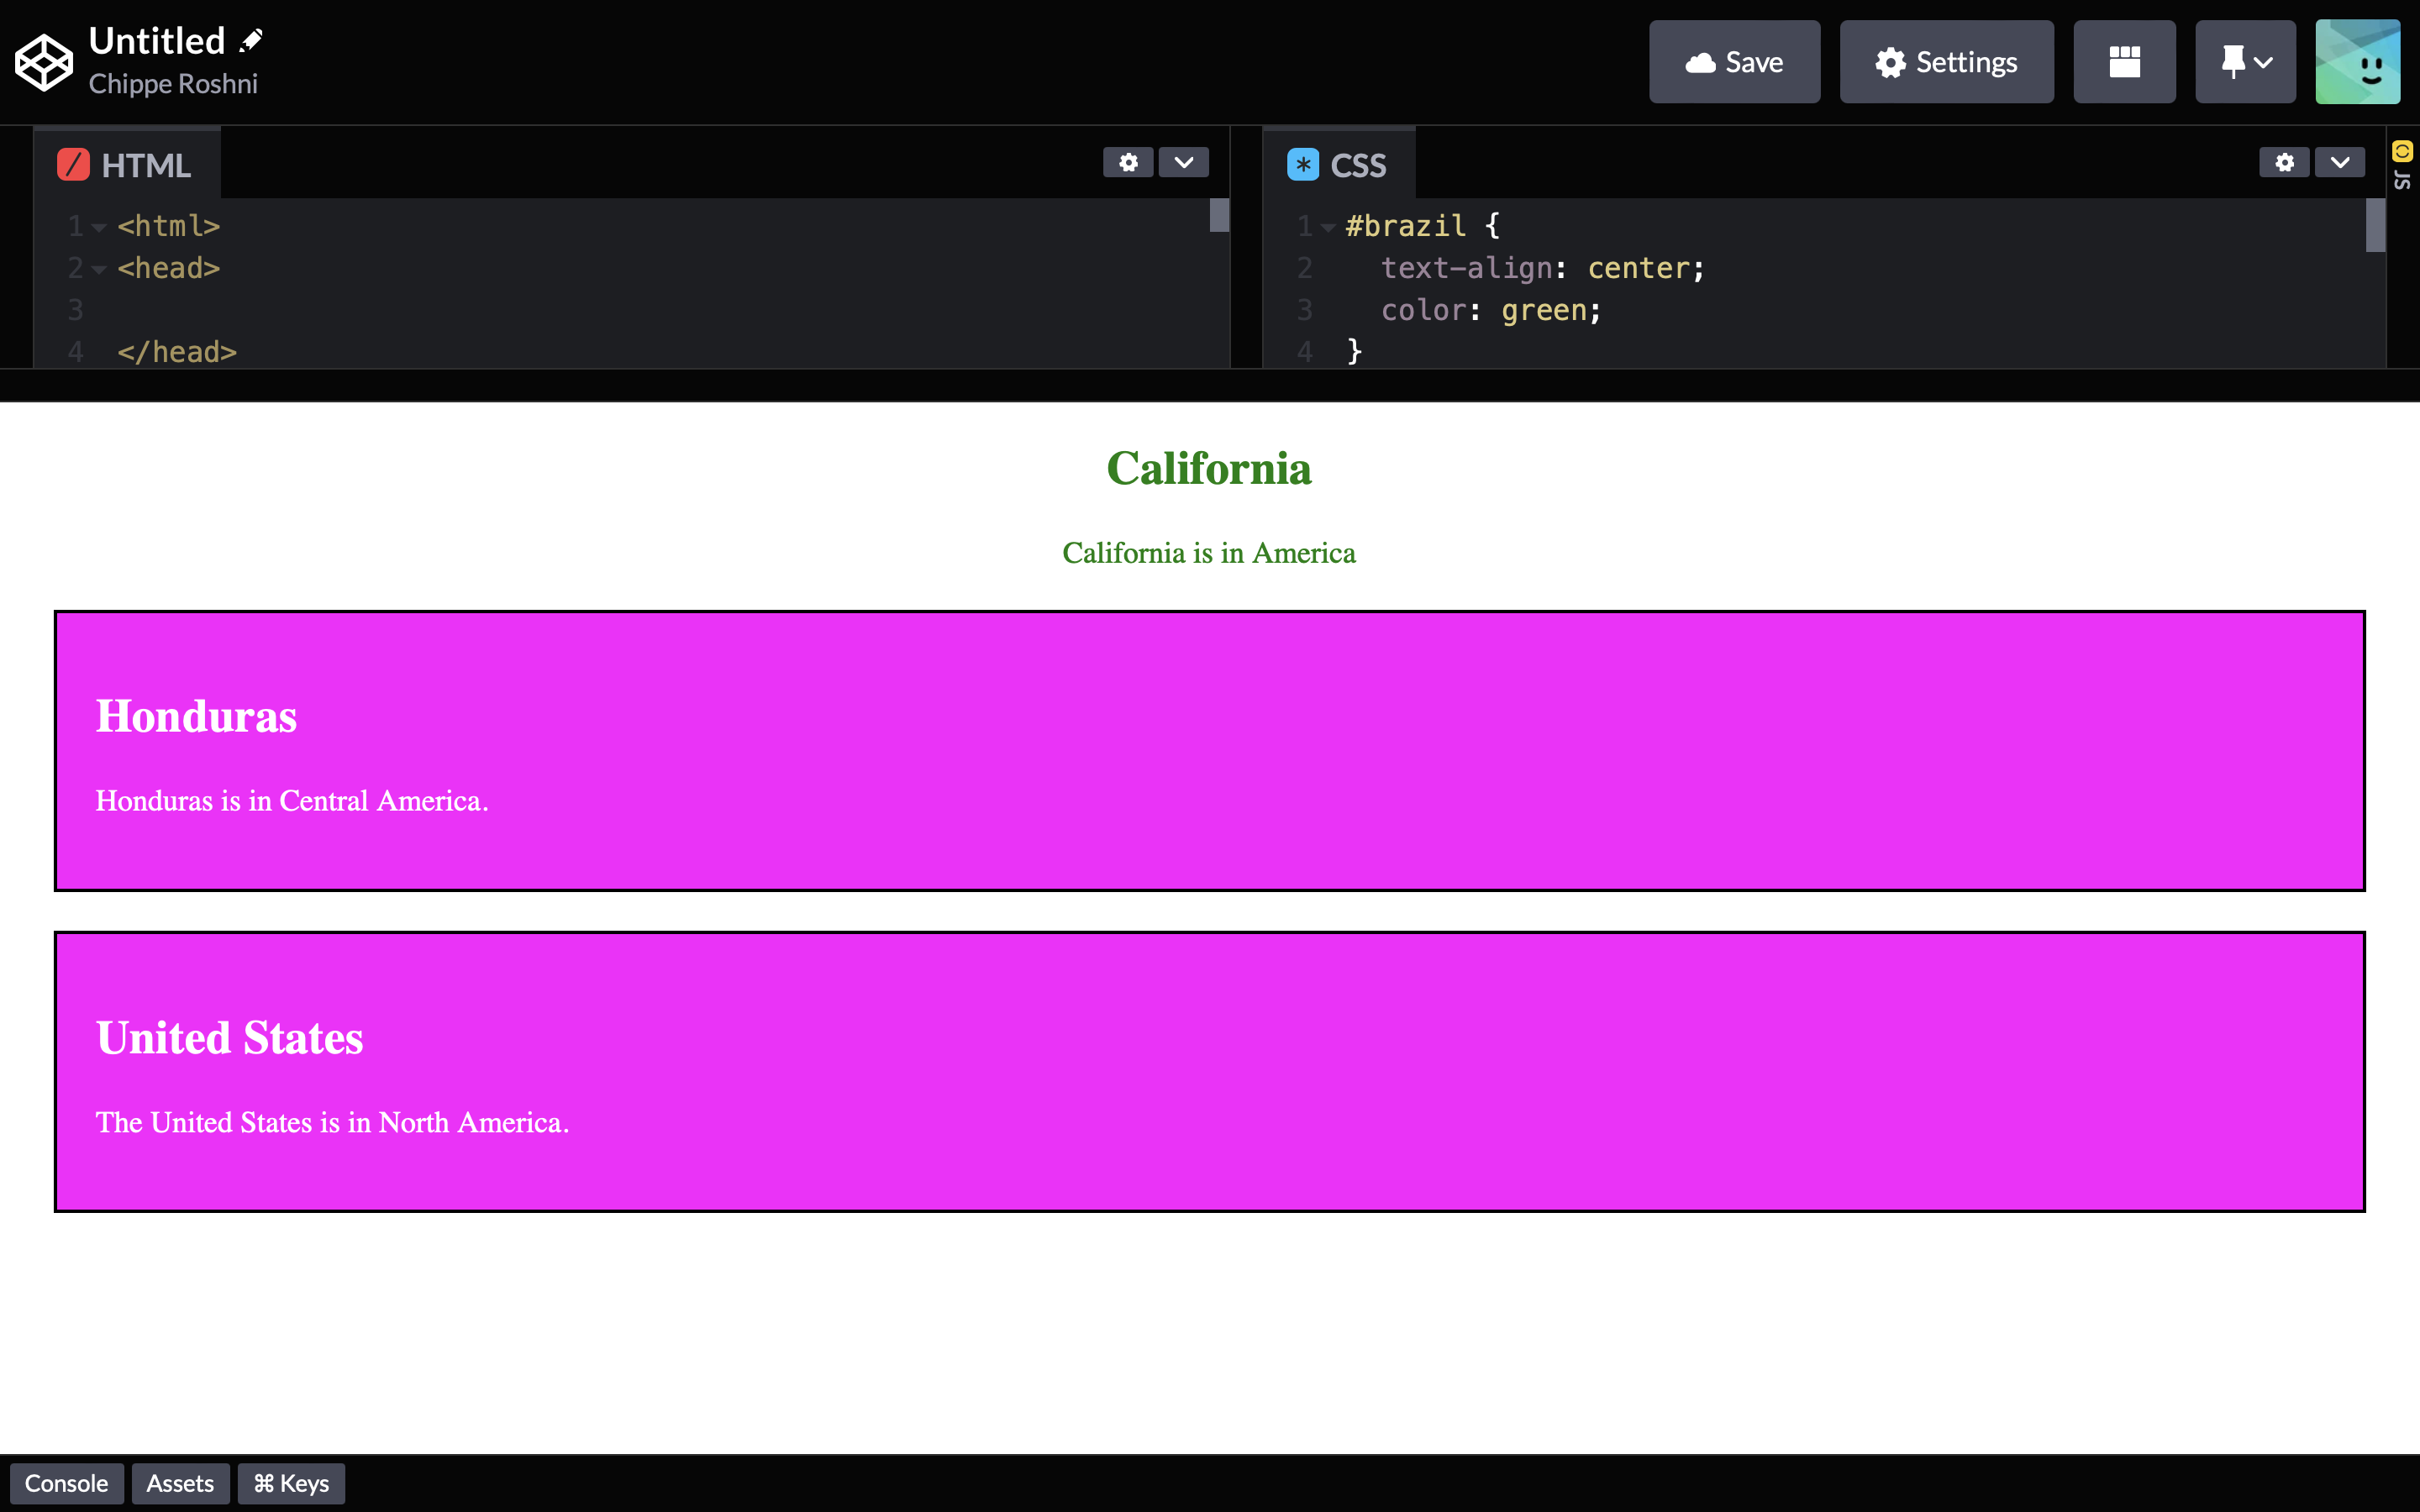 Untitled
Chippe Roshni
Save
Settings
HTML
1 <html>
2 <head>
3
4 </head>
CSS
1 #brazil {
2 text-align: center;
3 color: green;
4 }
JS
California
California is in America
Honduras
Honduras is in Central America.
United States
The United States is in North America.
Console Assets ⌘ Keys